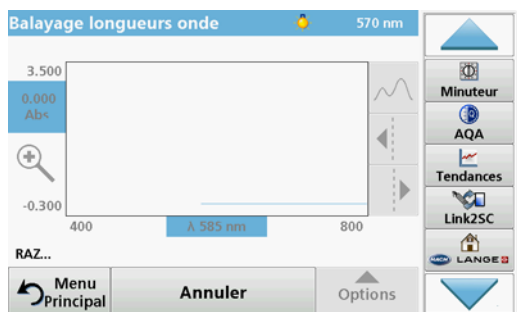 Balayage longueurs onde 570 nm
3.500
0.000
Abs
-0.300
400 λ 585 nm 800
RAZ...
Menu
Principal
Annuler
Options
Minuteur
AQA
Tendances
Link2SC
HACH LANGE